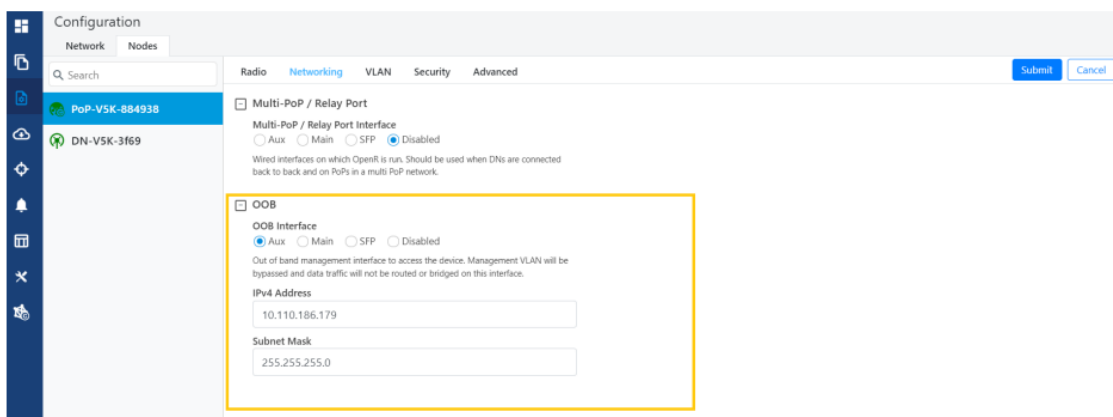 Configuration
Network Nodes
Search
Radio Networking VLAN Security Advanced
Submit Cancel
PoP-V5K-884938
DN-V5K-3f69
Multi-PoP / Relay Port
Multi-PoP / Relay Port Interface
Aux Main SFP Disabled
Wired interfaces on which OpenR is run. Should be used when DNs are connected
back to back and on PoPs in a multi PoP network.
OOB
OOB Interface
Aux Main SFP Disabled
Out of band management interface to access the device. Management VLAN will be
bypassed and data traffic will not be routed or bridged on this interface.
IPv4 Address
10.110.186.179
Subnet Mask
255.255.255.0